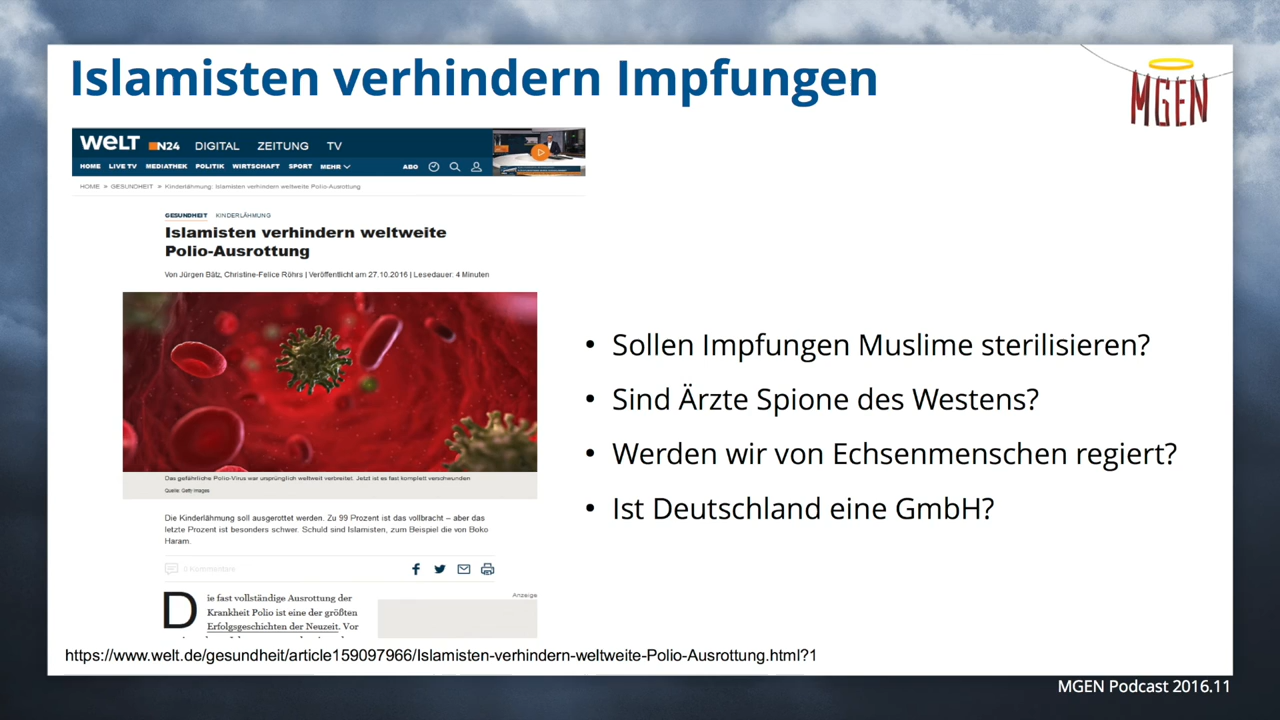 Islamisten verhindern Impfungen
MGEN
WELT N24 DIGITAL ZEITUNG TV
HOME LIVE TV MEDIATHEK POLITIK WIRTSCHAFT SPORT MEHR ABO
HOME » GESUNDHEIT » Kinderlähmung: Islamisten verhindern weltweite Polio-Ausrottung
GESUNDHEIT KINDERLÄHMUNG
Islamisten verhindern weltweite
Polio-Ausrottung
Von Jürgen Bätz, Christine-Felice Röhrs | Veröffentlicht am 27.10.2016 | Lesedauer: 4 Minuten
Das gefährliche Polio-Virus war ursprünglich weltweit verbreitet. Jetzt ist es fast komplett verschwunden
Quelle: Getty Images
Die Kinderlähmung soll ausgerottet werden. Zu 99 Prozent ist das vollbracht – aber das
letzte Prozent ist besonders schwer. Schuld sind Islamisten, zum Beispiel die von Boko
Haram.
0 Kommentare
Anzeige
Die fast vollständige Ausrottung der
Krankheit Polio ist eine der größten
Erfolgsgeschichten der Neuzeit. Vor
• Sollen Impfungen Muslime sterilisieren?
• Sind Ärzte Spione des Westens?
• Werden wir von Echsenmenschen regiert?
• Ist Deutschland eine GmbH?
https://www.welt.de/gesundheit/article159097966/Islamisten-verhindern-weltweite-Polio-Ausrottung.html?1
MGEN Podcast 2016.11